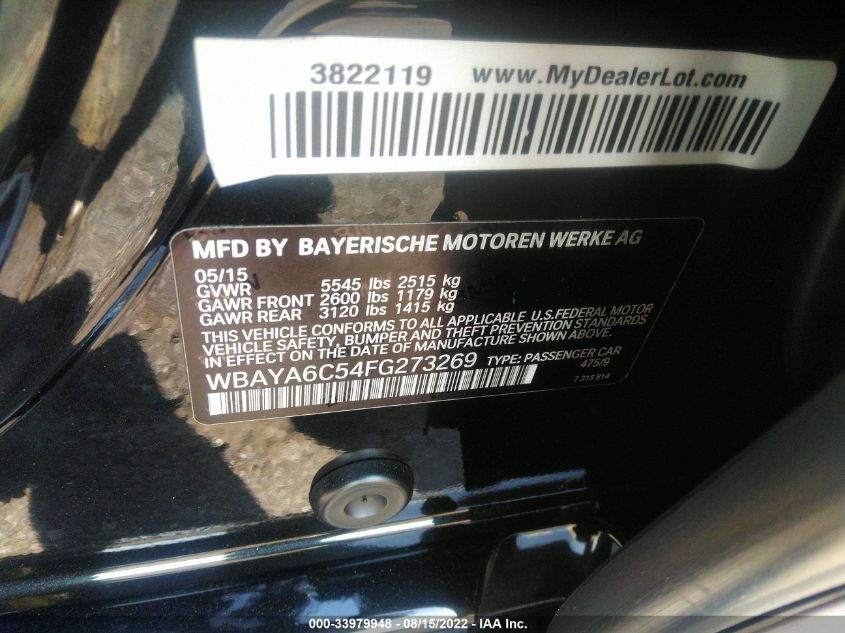 3822119 www.MyDealerLot.com
MFD BY BAYERISCHE MOTOREN WERKE AG
05/15
GVWR 5545 lbs 2515 kg
GAWR FRONT 2600 lbs 1179 kg
GAWR REAR 3120 lbs 1415 kg
THIS VEHICLE CONFORMS TO ALL APPLICABLE U.S.FEDERAL MOTOR
VEHICLE SAFETY, BUMPER AND THEFT PREVENTION STANDARDS
IN EFFECT ON THE DATE OF MANUFACTURE SHOWN ABOVE.
WBAYA6C54FG273269 TYPE: PASSENGER CAR
475/9
7 315 814
000-33979948 - 08/15/2022 - IAA Inc.